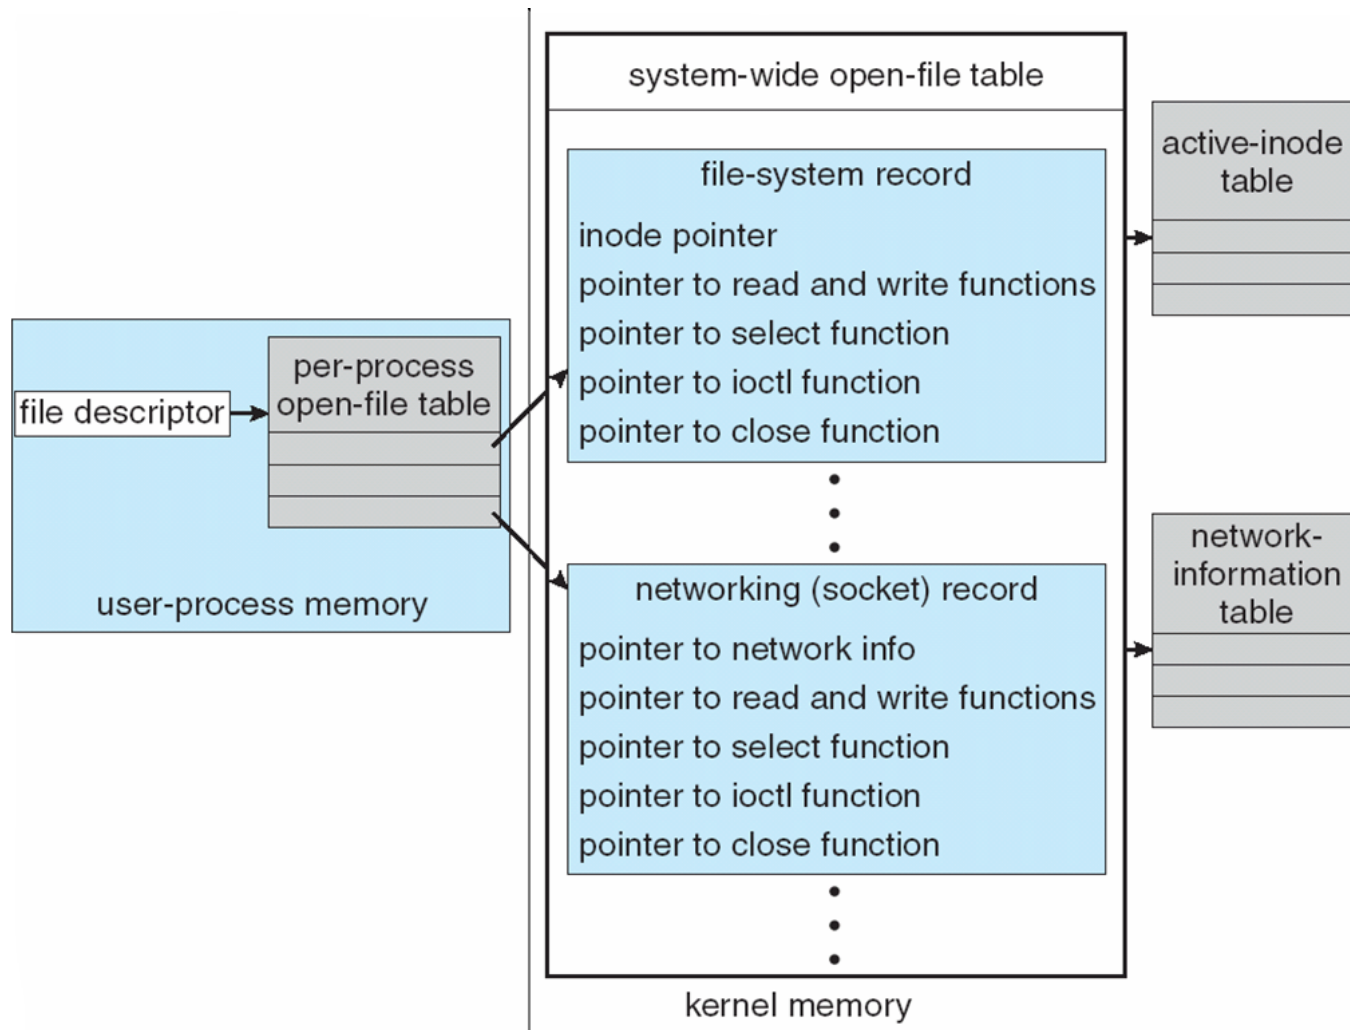 file descriptor
per-process
open-file table
user-process memory
system-wide open-file table
file-system record
inode pointer
pointer to read and write functions
pointer to select function
pointer to ioctl function
pointer to close function
networking (socket) record
pointer to network info
pointer to read and write functions
pointer to select function
pointer to ioctl function
pointer to close function
kernel memory
active-inode
table
network-
information
table